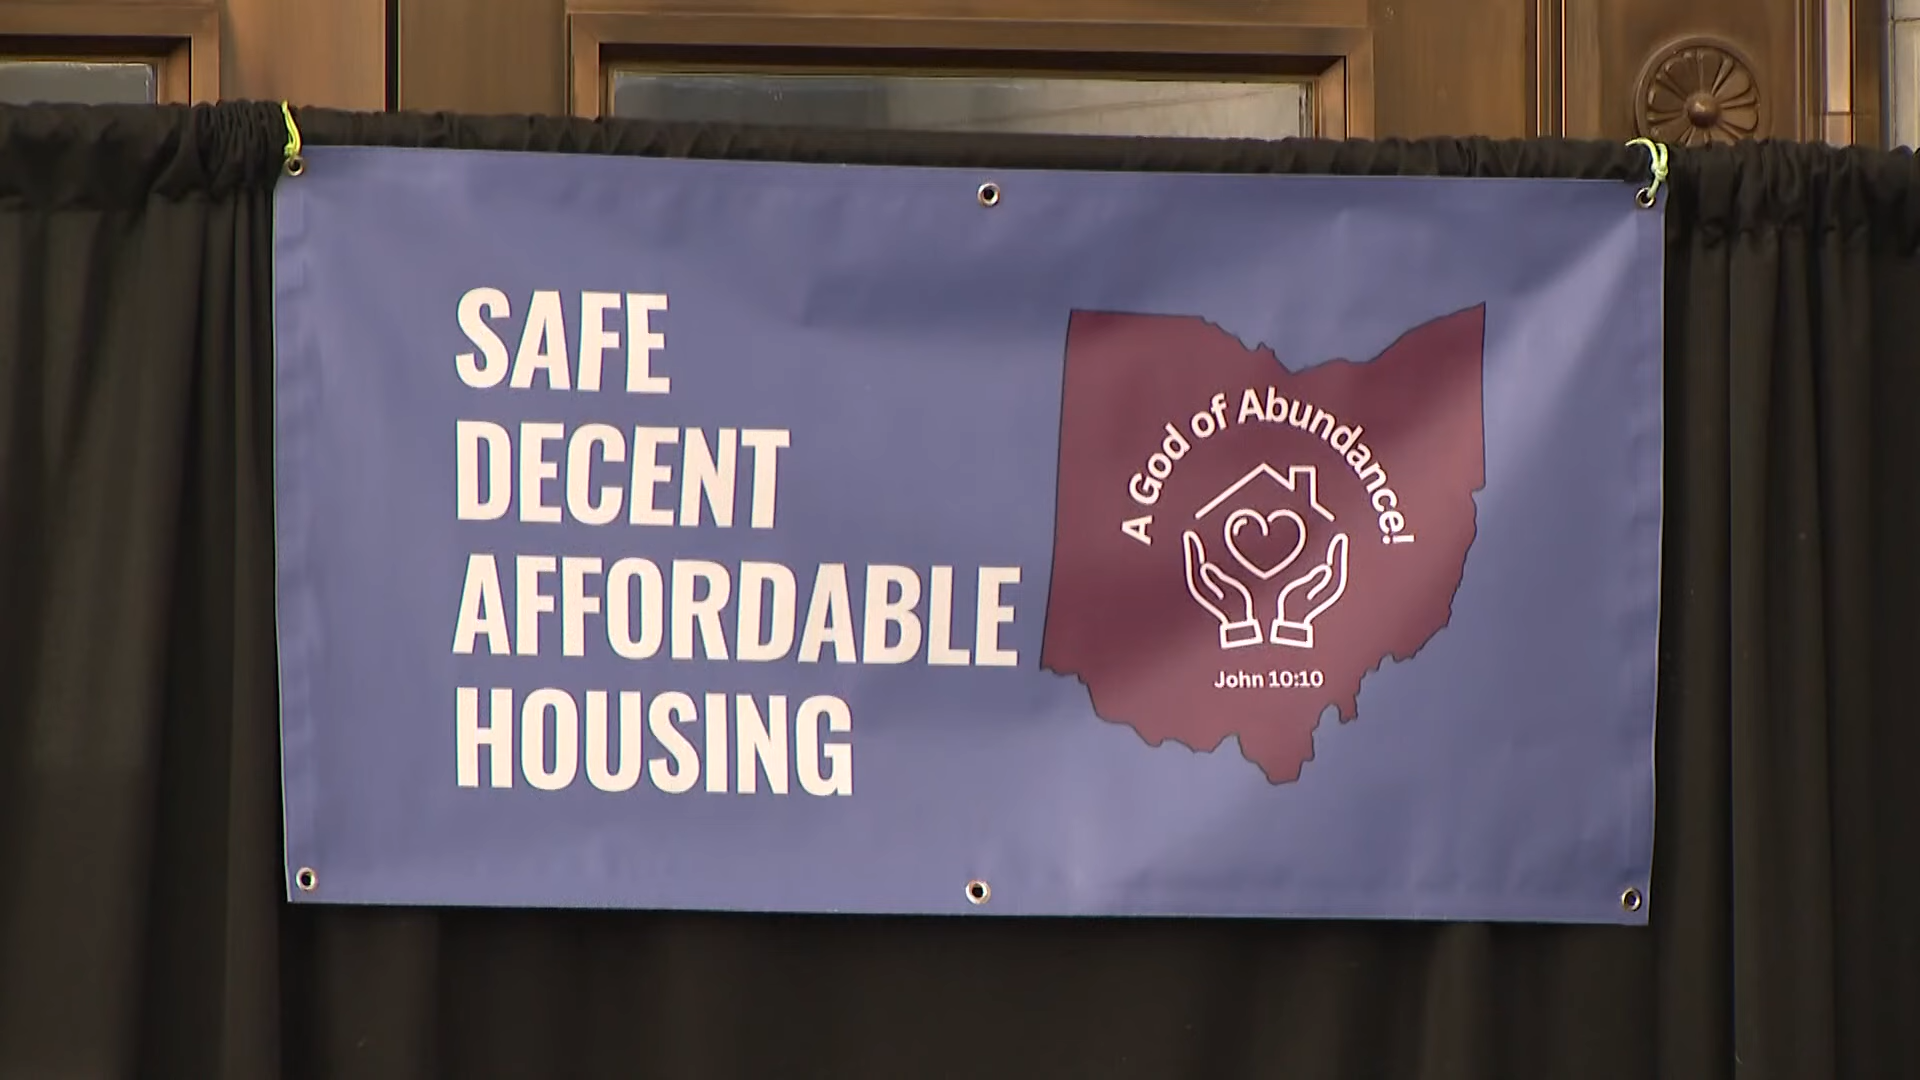 SAFE
DECENT
AFFORDABLE
HOUSING
A God of Abundance!
John 10:10